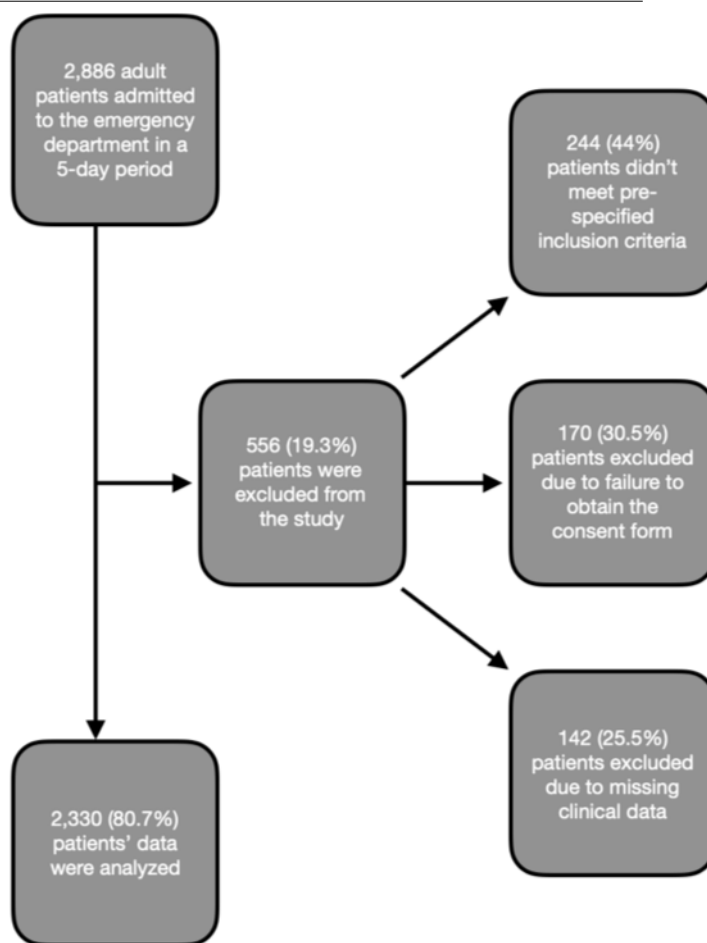 2,886 adult
patients admitted
to the emergency
department in a
5-day period
244 (44%)
patients didn't
meet pre-
specified
inclusion criteria
556 (19.3%)
patients were
excluded from
the study
170 (30.5%)
patients excluded
due to failure to
obtain the
consent form
142 (25.5%)
patients excluded
due to missing
clinical data
2,330 (80.7%)
patients’ data
were analyzed